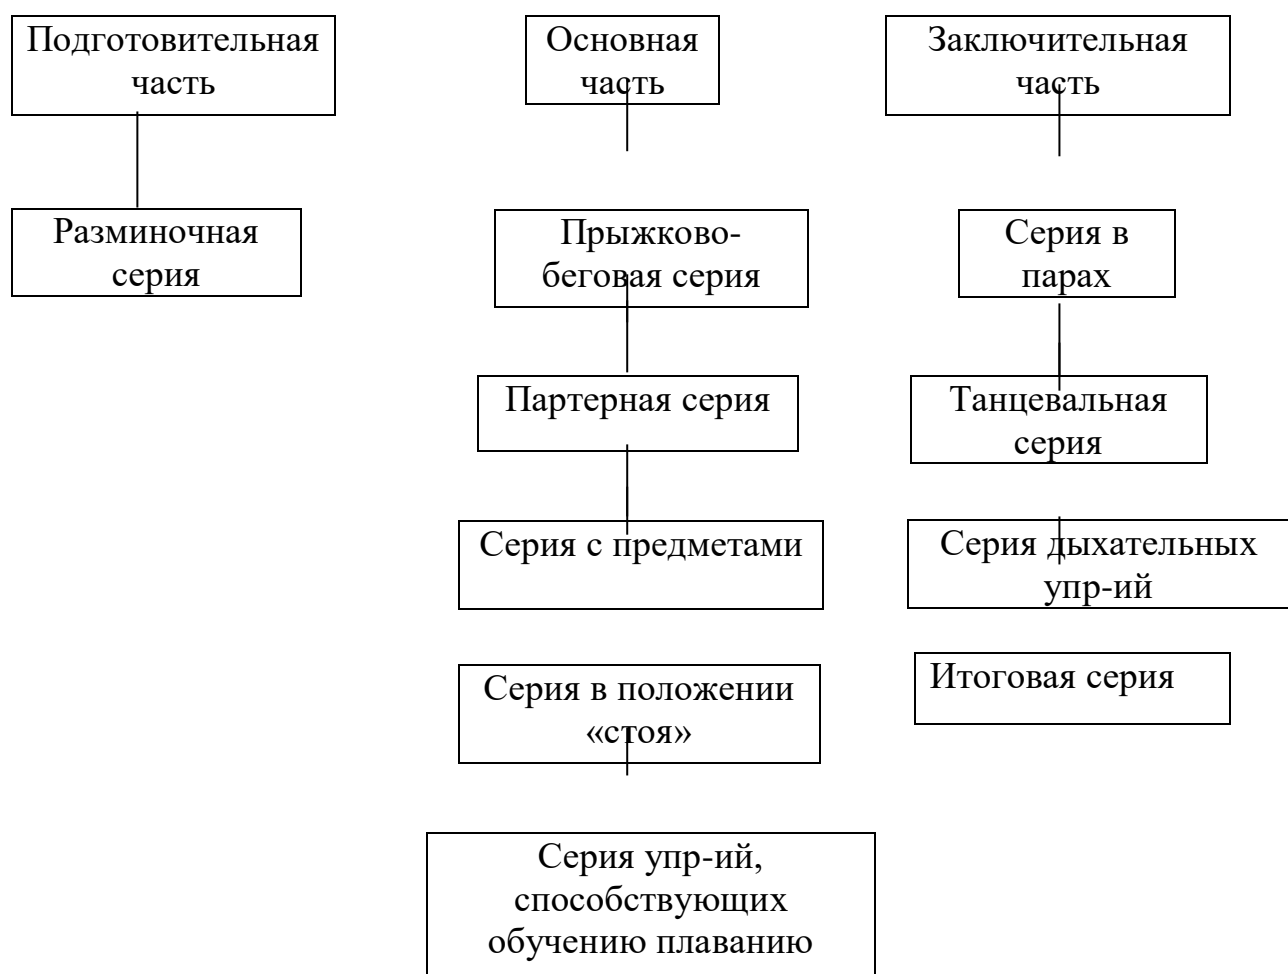 Подготовительная
часть
Основная
часть
Заключительная
часть
Разминочная
серия
Прыжково-
беговая серия
Серия в
парах
Партерная серия
Танцевальная
серия
Серия с предметами
Серия дыхательных
упр-ий
Серия в положении
«стоя»
Итоговая серия
Серия упр-ий,
способствующих
обучению плаванию